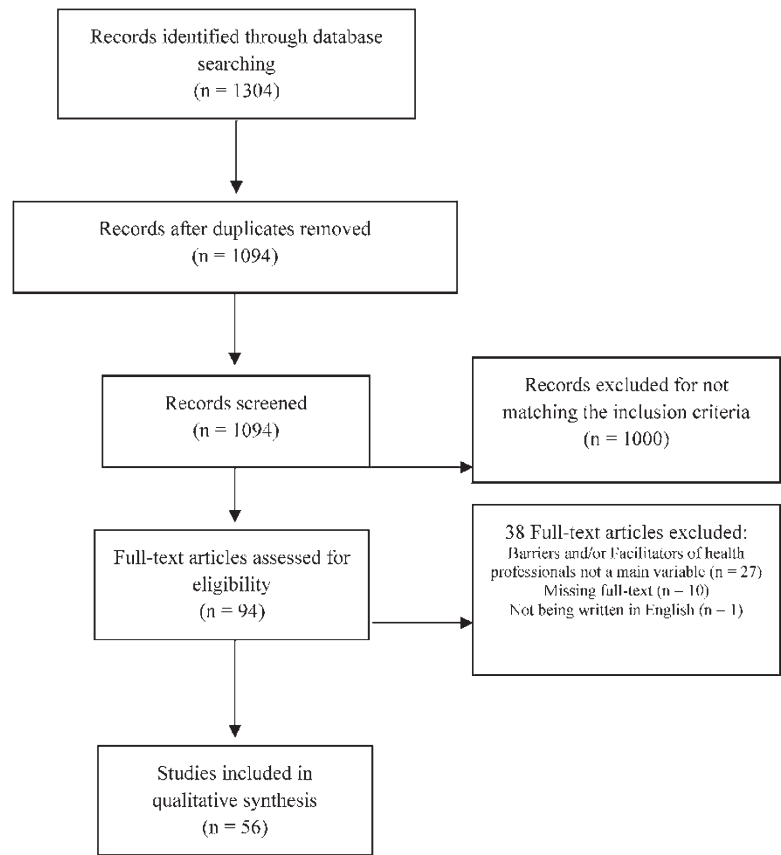 Records identified through database
searching
(n = 1304)
Records after duplicates removed
(n = 1094)
Records screened
(n = 1094)
Records excluded for not
matching the inclusion criteria
(n = 1000)
Full-text articles assessed for
eligibility
(n = 94)
38 Full-text articles excluded:
Barriers and/or Facilitators of health
professionals not a main variable (n = 27)
Missing full-text (n = 10)
Not being written in English (n = 1)
Studies included in
qualitative synthesis
(n = 56)